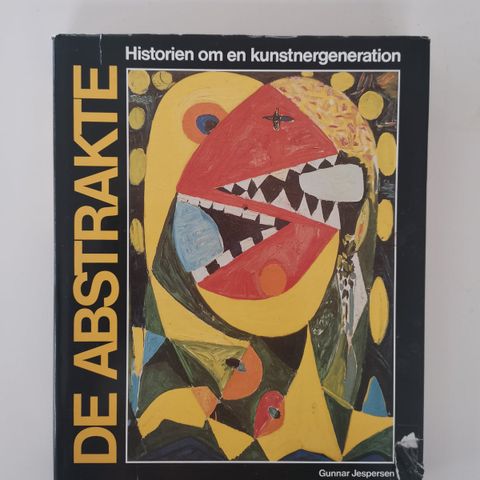 Historien om en kunstnergeneration
DE ABSTRAKTE
Gunnar Jespersen